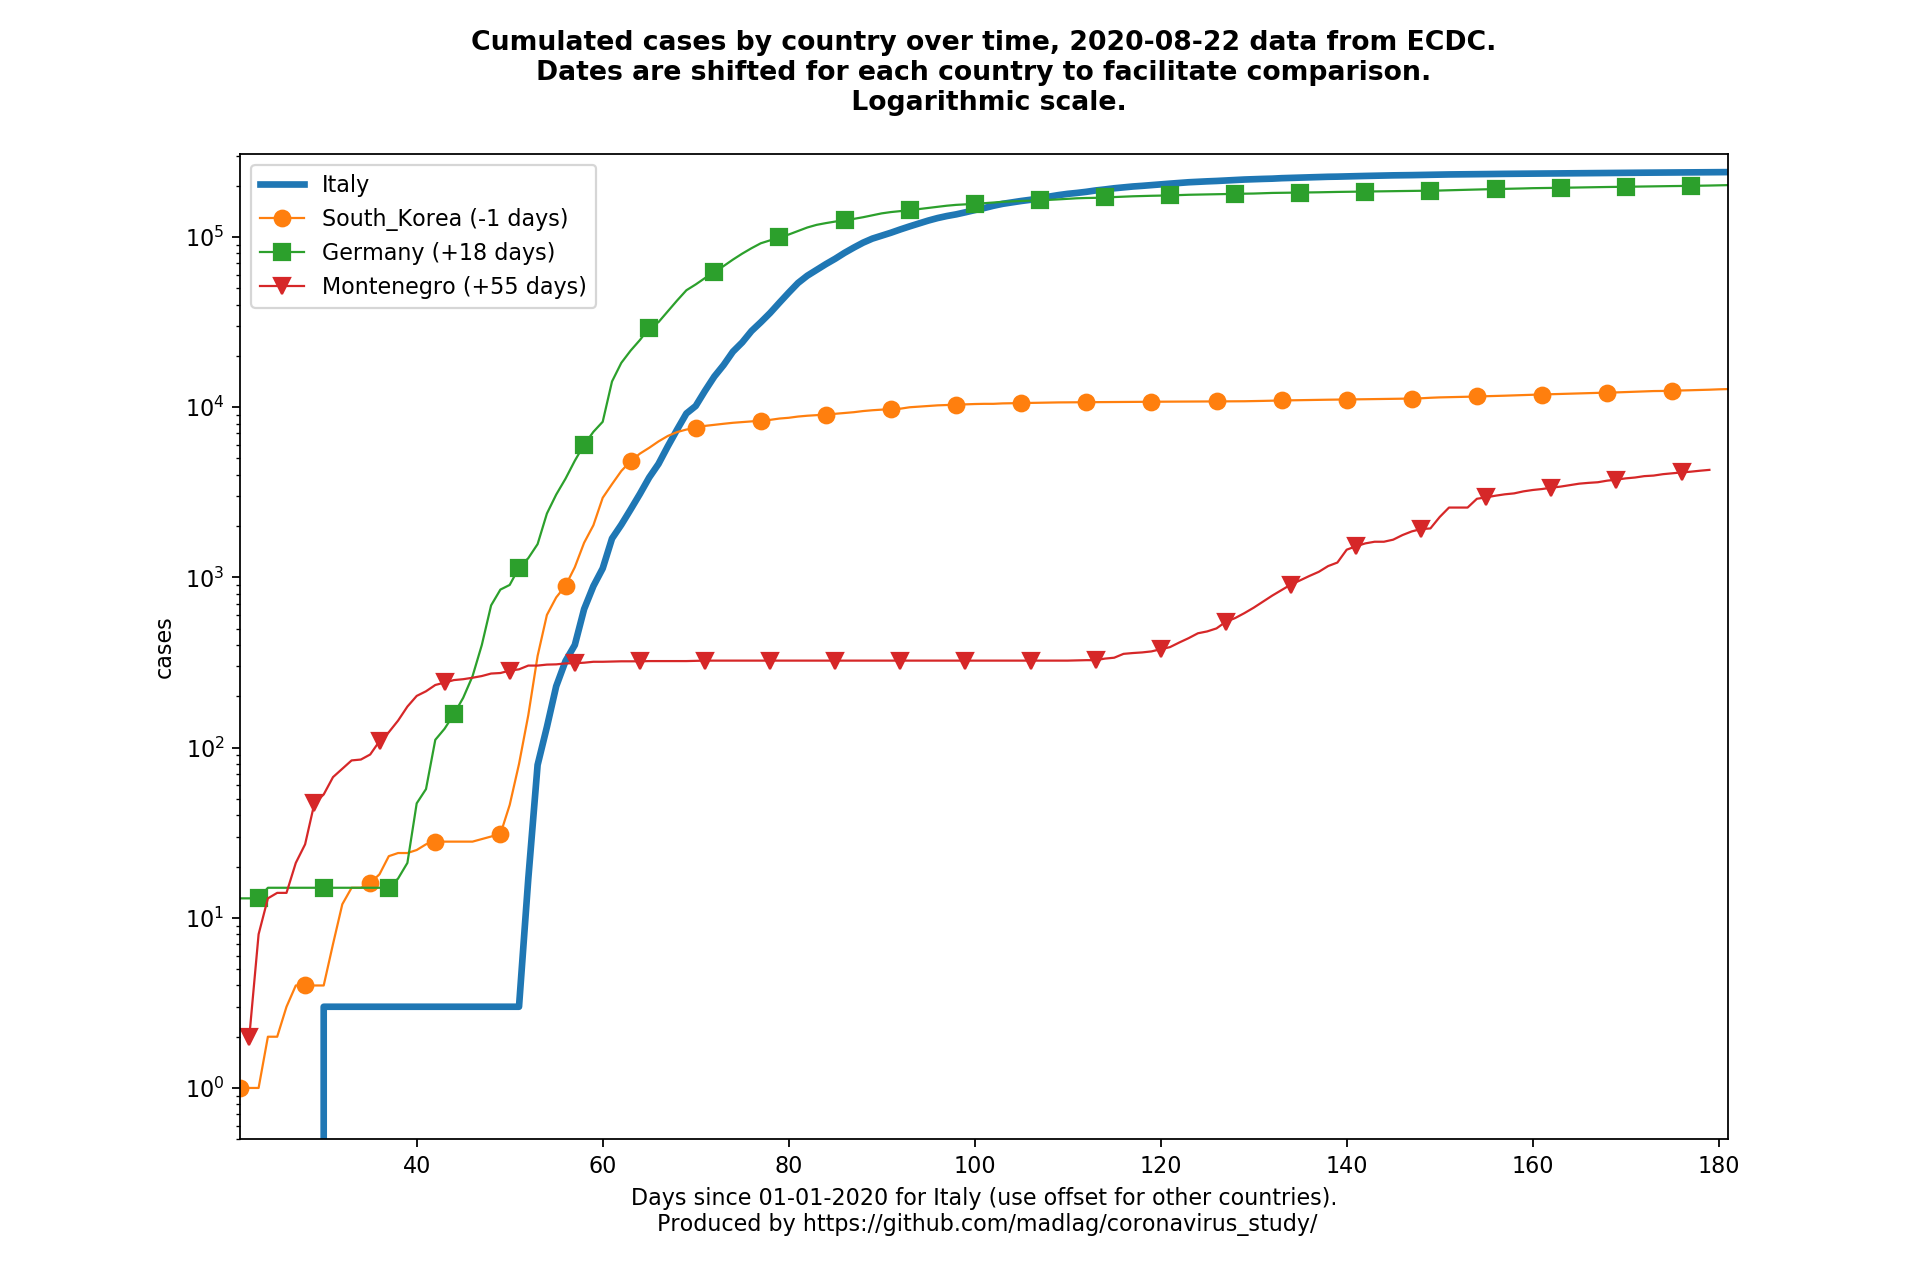 Cumulated cases by country over time, 2020-08-22 data from ECDC.
Dates are shifted for each country to facilitate comparison.
Logarithmic scale.
Italy
South_Korea (-1 days)
Germany (+18 days)
Montenegro (+55 days)
cases
10^5
10^4
10^3
10^2
10^1
10^0
40 60 80 100 120 140 160 180
Days since 01-01-2020 for Italy (use offset for other countries).
Produced by https://github.com/madlag/coronavirus_study/